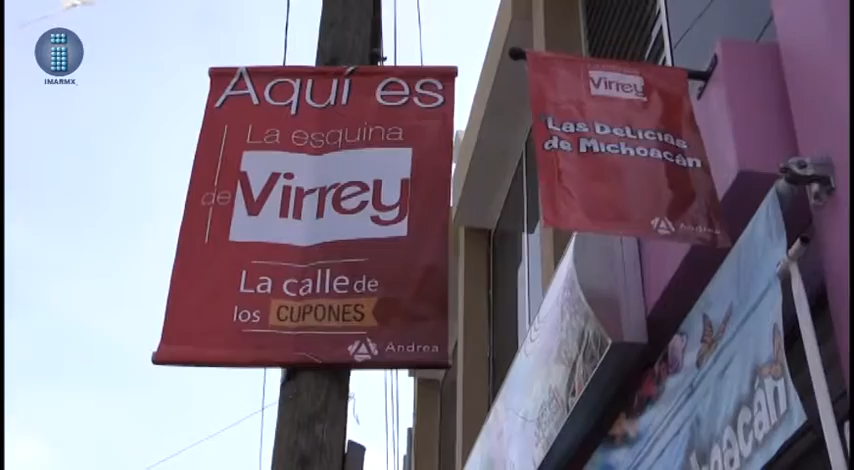 IMARMX
Aquí es
La esquina
de Virrey
La calle de
los CUPONES
Andrea
Virrey
Las Delicias
de Michoacán
Andrea